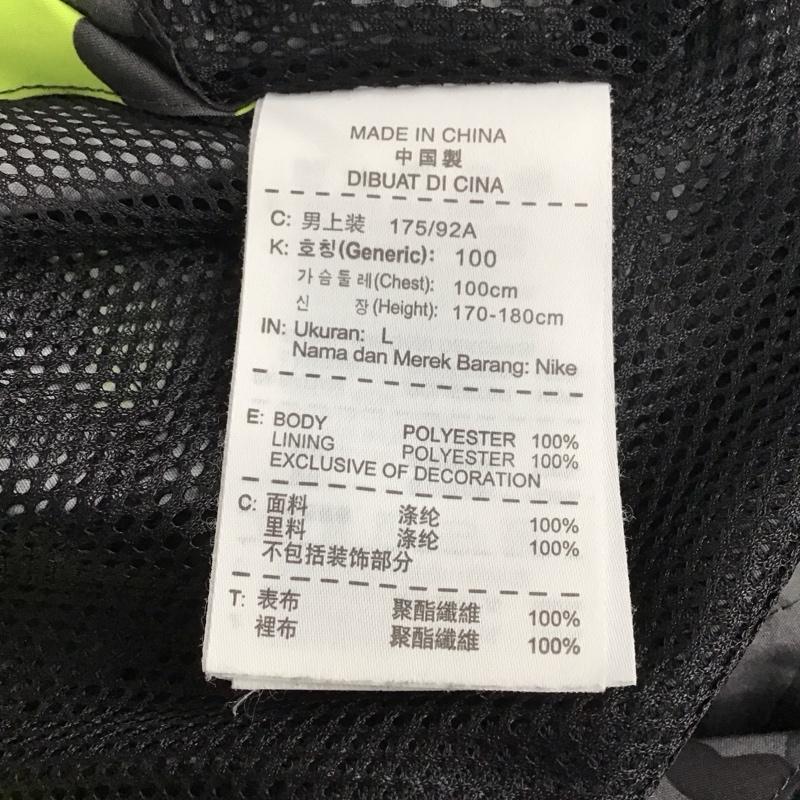 MADE IN CHINA
中国製
DIBUAT DI CINA
C: 男上装 175/92A
K: 호칭(Generic): 100
가슴둘레(Chest): 100cm
신 장(Height): 170-180cm
IN: Ukuran: L
Nama dan Merek Barang: Nike
E: BODY POLYESTER 100%
LINING POLYESTER 100%
EXCLUSIVE OF DECORATION
C: 面料 涤纶 100%
里料 涤纶 100%
不包括装饰部分
T: 表布 聚酯纖維 100%
裡布 聚酯纖維 100%